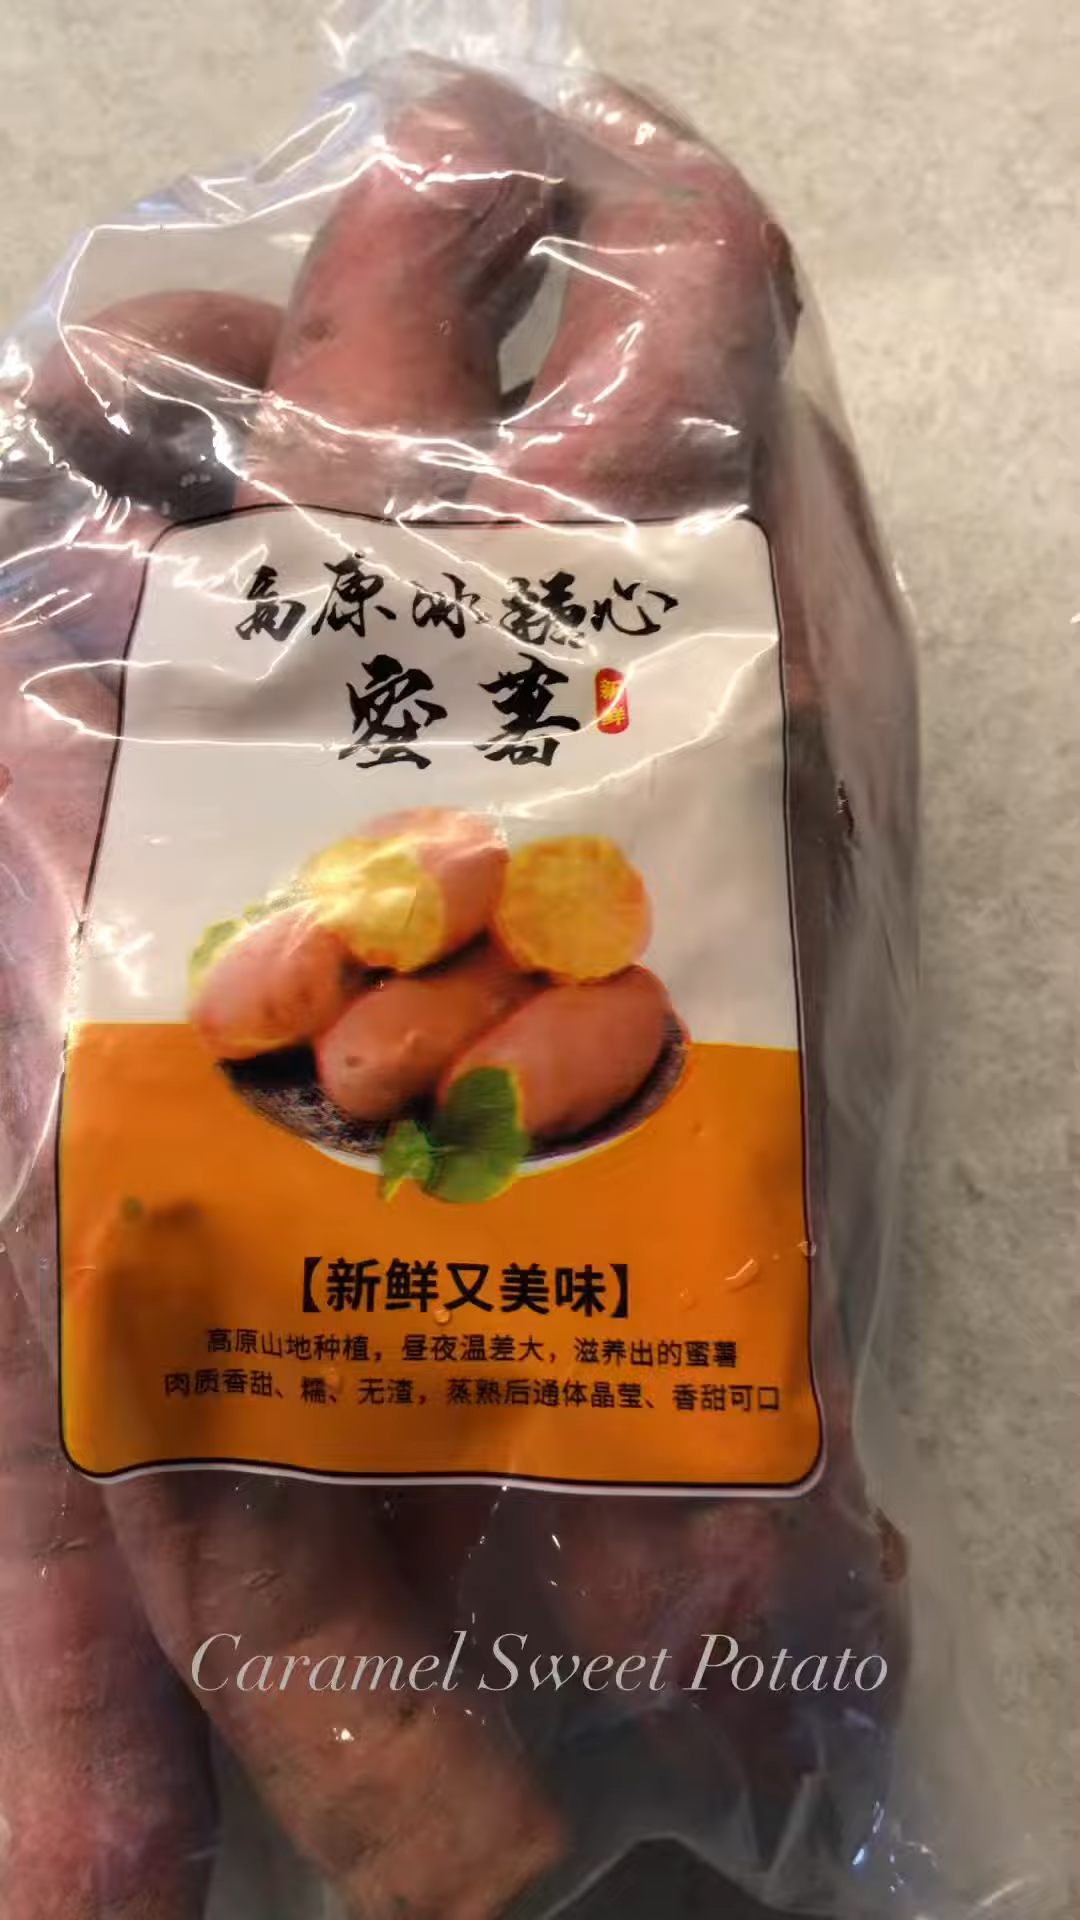 高原冰糖心
蜜薯
新鲜
【新鲜又美味】
高原山地种植，昼夜温差大，滋养出的蜜薯
肉质香甜、糯、无渣，蒸熟后通体晶莹、香甜可口
Caramel Sweet Potato